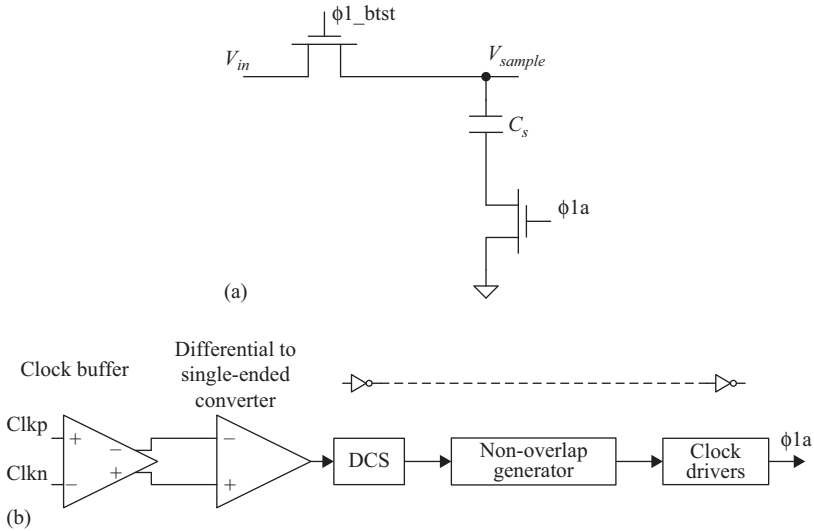 ϕ1_btst
V_in
V_sample
C_s
ϕ1a
(a)
Clock buffer
Differential to
single-ended
converter
Clkp
Clkn
+
−
−
+
−
+
DCS
Non-overlap
generator
Clock
drivers
ϕ1a
(b)